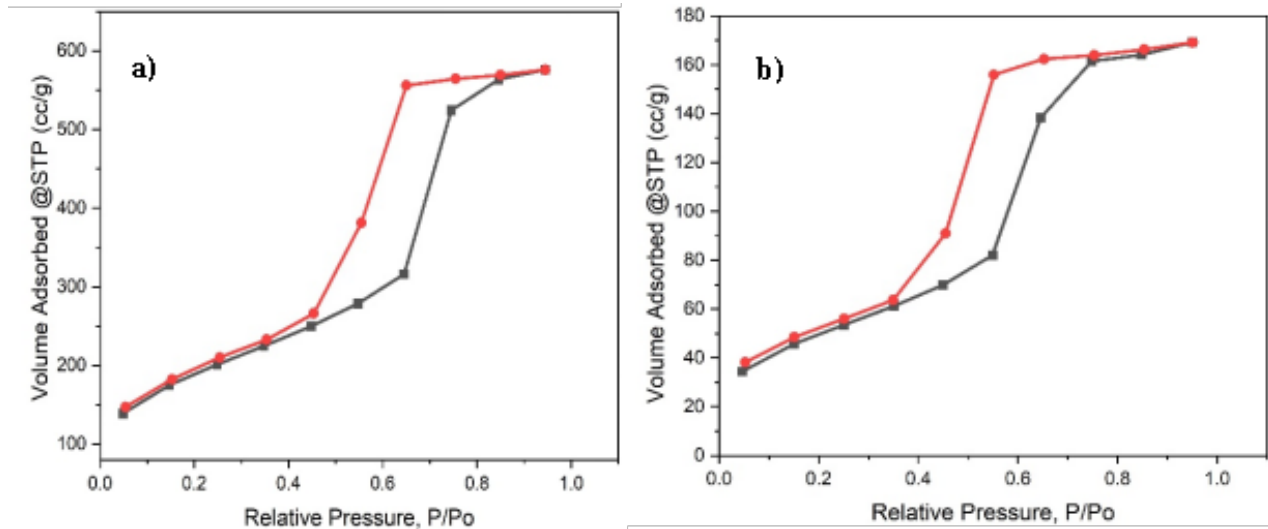 a)
Volume Adsorbed @STP (cc/g)
600
500
400
300
200
100
0.0 0.2 0.4 0.6 0.8 1.0
Relative Pressure, P/Po
b)
Volume Adsorbed @STP (cc/g)
180
160
140
120
100
80
60
40
20
0
0.0 0.2 0.4 0.6 0.8 1.0
Relative Pressure, P/Po